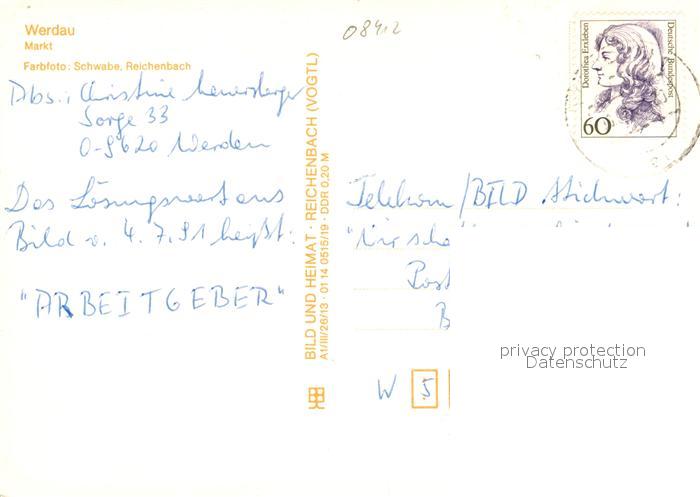 Werdau
Markt
Farbfoto: Schwabe, Reichenbach
08412
Abs.: Christine
Sorge 33
O-9620 Werdau
Das Lösungswort aus
Bild v. 4.7.91 heißt:
"ARBEITGEBER"
BILD UND HEIMAT · REICHENBACH (VOGTL)
A1/III/26/13 · 01 14 0515/19 · DDR 0,20 M
Dorothea Erxleben
Deutsche Bundespost
60
Telekom/BILD Stichwort:
Post
W 5
privacy protection
Datenschutz